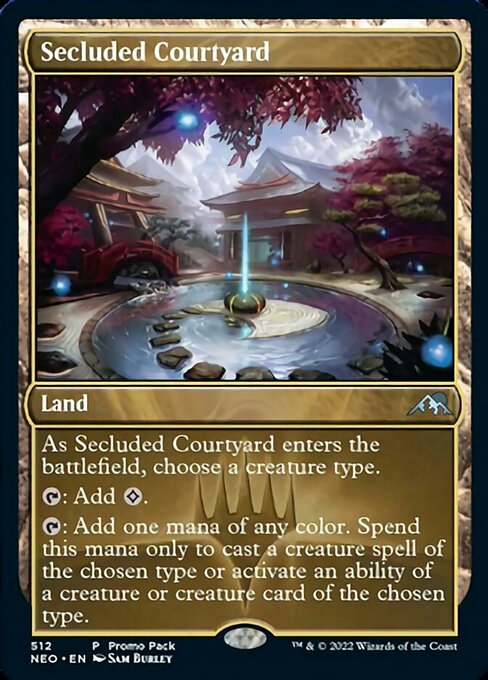 Secluded Courtyard
Land
As Secluded Courtyard enters the
battlefield, choose a creature type.
: Add .
: Add one mana of any color. Spend
this mana only to cast a creature spell of
the chosen type or activate an ability of
a creature or creature card of the chosen
type.
512 P Promo Pack
NEO • EN Sam Burley
™ & © 2022 Wizards of the Coast